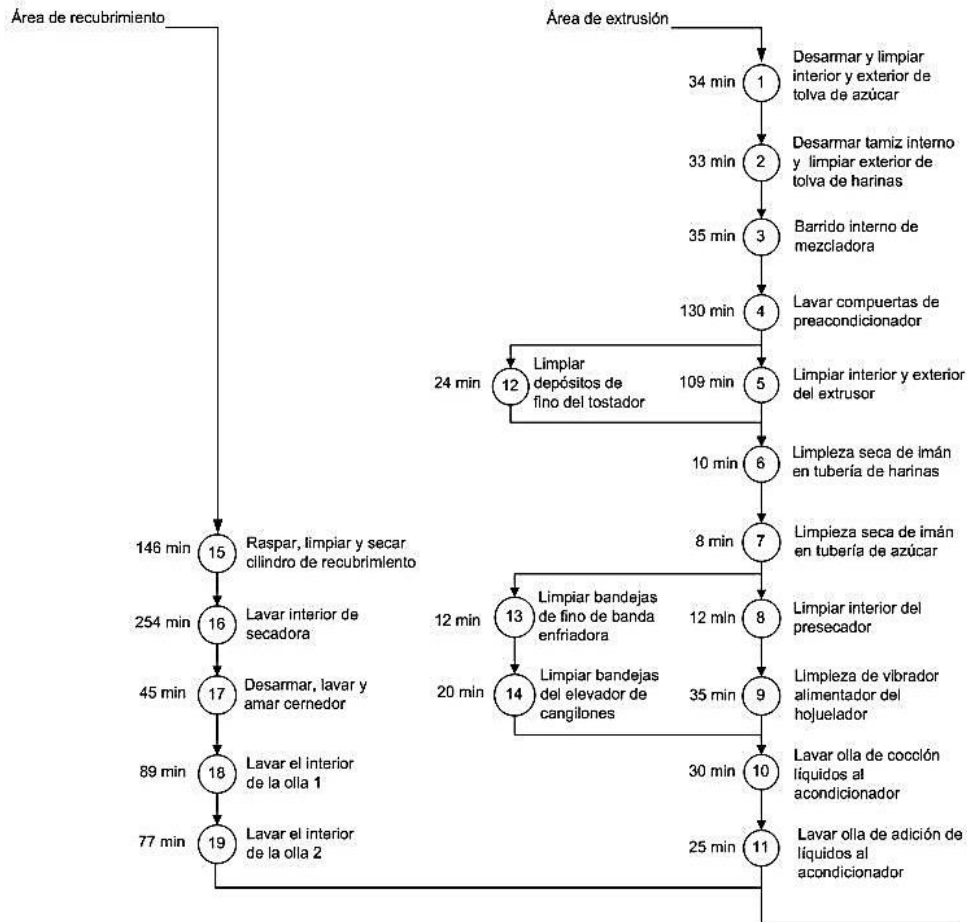 Área de recubrimiento
Área de extrusión
34 min
1
Desarmar y limpiar
interior y exterior de
tolva de azúcar
33 min
2
Desarmar tamiz interno
y limpiar exterior de
tolva de harinas
35 min
3
Barrido interno de
mezcladora
130 min
4
Lavar compuertas de
preacondicionador
24 min
12
Limpiar
depósitos de
fino del tostador
109 min
5
Limpiar interior y exterior
del extrusor
10 min
6
Limpieza seca de imán
en tubería de harinas
8 min
7
Limpieza seca de imán
en tubería de azúcar
146 min
15
Raspar, limpiar y secar
cilindro de recubrimiento
12 min
13
Limpiar bandejas
de fino de banda
enfriadora
12 min
8
Limpiar interior del
presecador
254 min
16
Lavar interior de
secadora
20 min
14
Limpiar bandejas
del elevador de
cangilones
35 min
9
Limpieza de vibrador
alimentador del
hojuelador
45 min
17
Desarmar, lavar y
amar cernedor
89 min
18
Lavar el interior
de la olla 1
30 min
10
Lavar olla de cocción
líquidos al
acondicionador
77 min
19
Lavar el interior
de la olla 2
25 min
11
Lavar olla de adición de
líquidos al
acondicionador